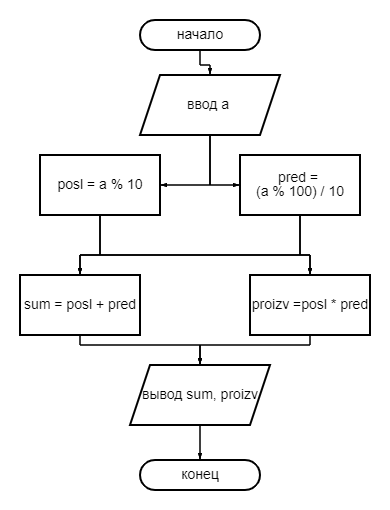 начало
ввод a
posl = a % 10
pred =
(a % 100) / 10
sum = posl + pred
proizv =posl * pred
вывод sum, proizv
конец